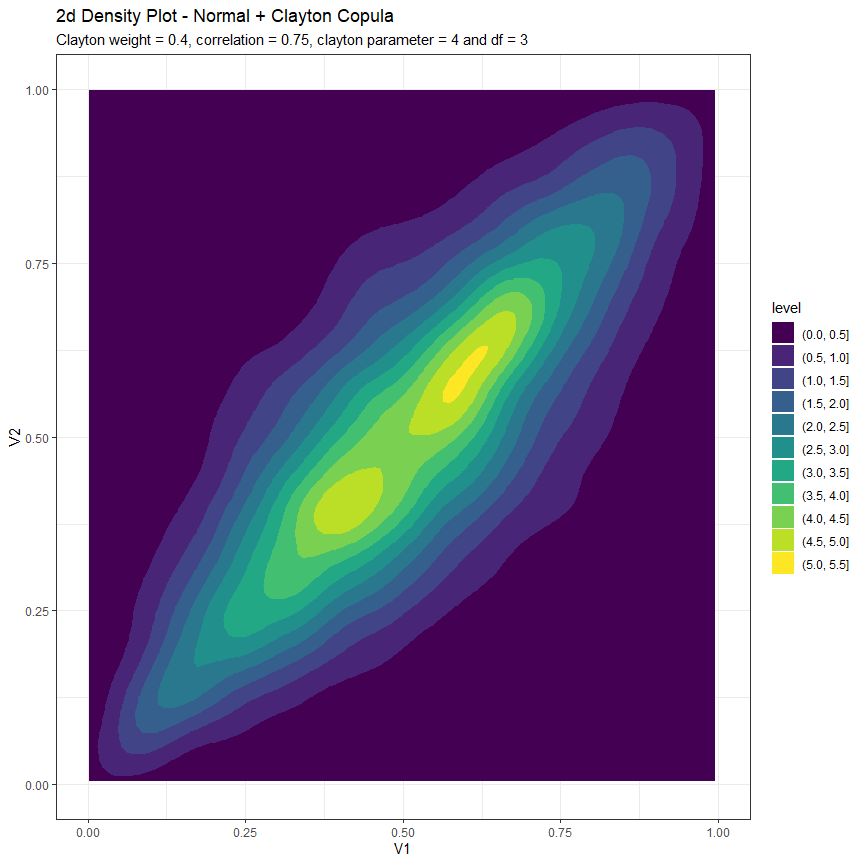 2d Density Plot - Normal + Clayton Copula
Clayton weight = 0.4, correlation = 0.75, clayton parameter = 4 and df = 3
1.00
0.75
0.50
0.25
0.00
V2
0.00 0.25 0.50 0.75 1.00
V1
level
(0.0, 0.5]
(0.5, 1.0]
(1.0, 1.5]
(1.5, 2.0]
(2.0, 2.5]
(2.5, 3.0]
(3.0, 3.5]
(3.5, 4.0]
(4.0, 4.5]
(4.5, 5.0]
(5.0, 5.5]